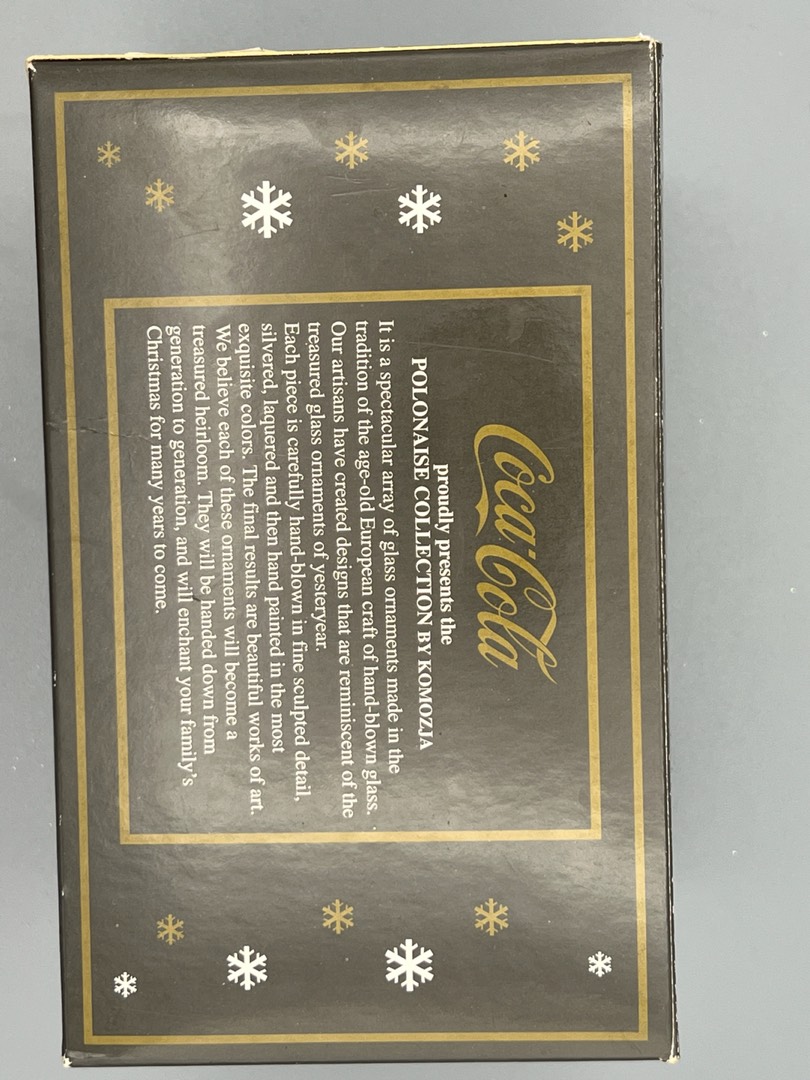 Coca-Cola
proudly presents the
POLONAISE COLLECTION BY KOMOZJA
It is a spectacular array of glass ornaments made in the
tradition of the age-old European craft of hand-blown glass.
Our artisans have created designs that are reminiscent of the
treasured glass ornaments of yesteryear.
Each piece is carefully hand-blown in fine sculpted detail,
silvered, laquered and then hand painted in the most
exquisite colors. The final results are beautiful works of art.
We believe each of these ornaments will become a
treasured heirloom. They will be handed down from
generation to generation, and will enchant your family's
Christmas for many years to come.